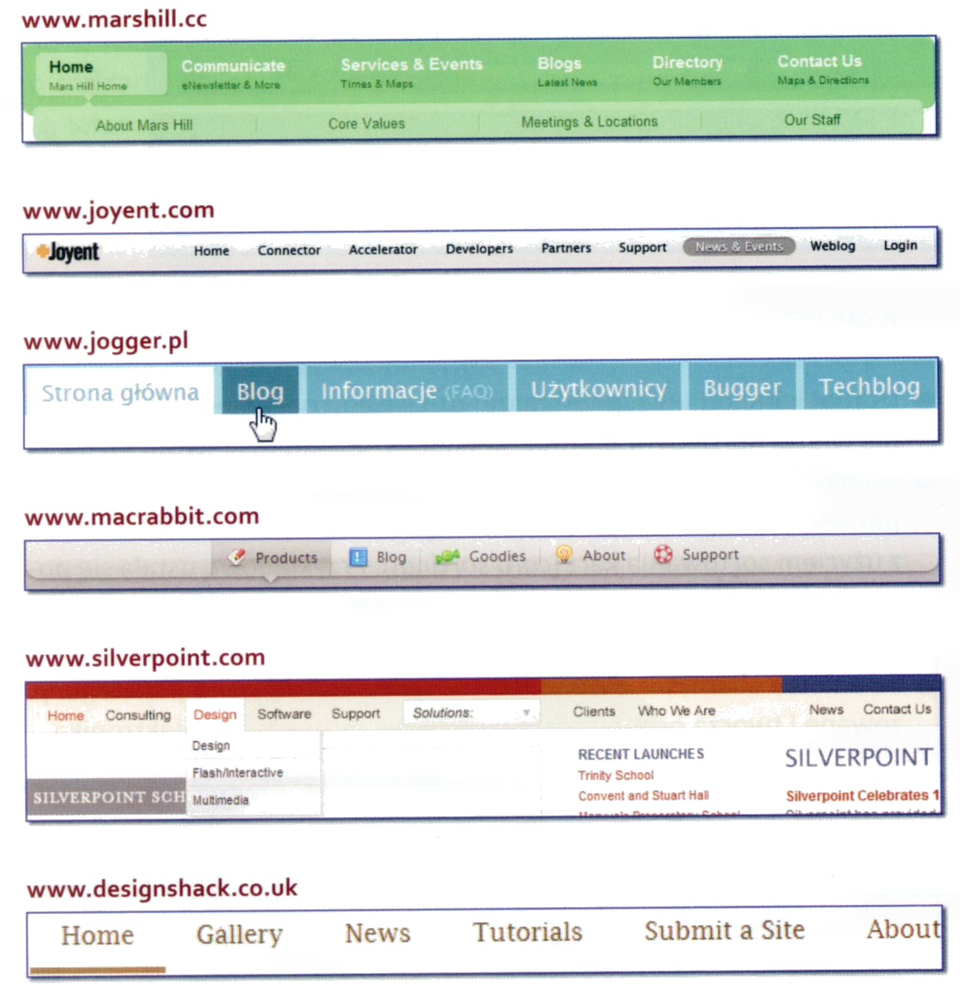 www.marshill.cc
Home Communicate Services & Events Blogs Directory Contact Us
Mars Hill Home eNewsletter & More Times & Maps Latest News Our Members Maps & Directions
About Mars Hill Core Values Meetings & Locations Our Staff
www.joyent.com
Joyent Home Connector Accelerator Developers Partners Support News & Events Weblog Login
www.jogger.pl
Strona główna Blog Informacje (FAQ) Użytkownicy Bugger Techblog
www.macrabbit.com
Products Blog Goodies About Support
www.silverpoint.com
Home Consulting Design Software Support Solutions: Clients Who We Are News Contact Us
Design
Flash/Interactive
Multimedia
SILVERPOINT SCH
RECENT LAUNCHES
Trinity School
Convent and Stuart Hall
SILVERPOINT
Silverpoint Celebrates 1
www.designshack.co.uk
Home Gallery News Tutorials Submit a Site About